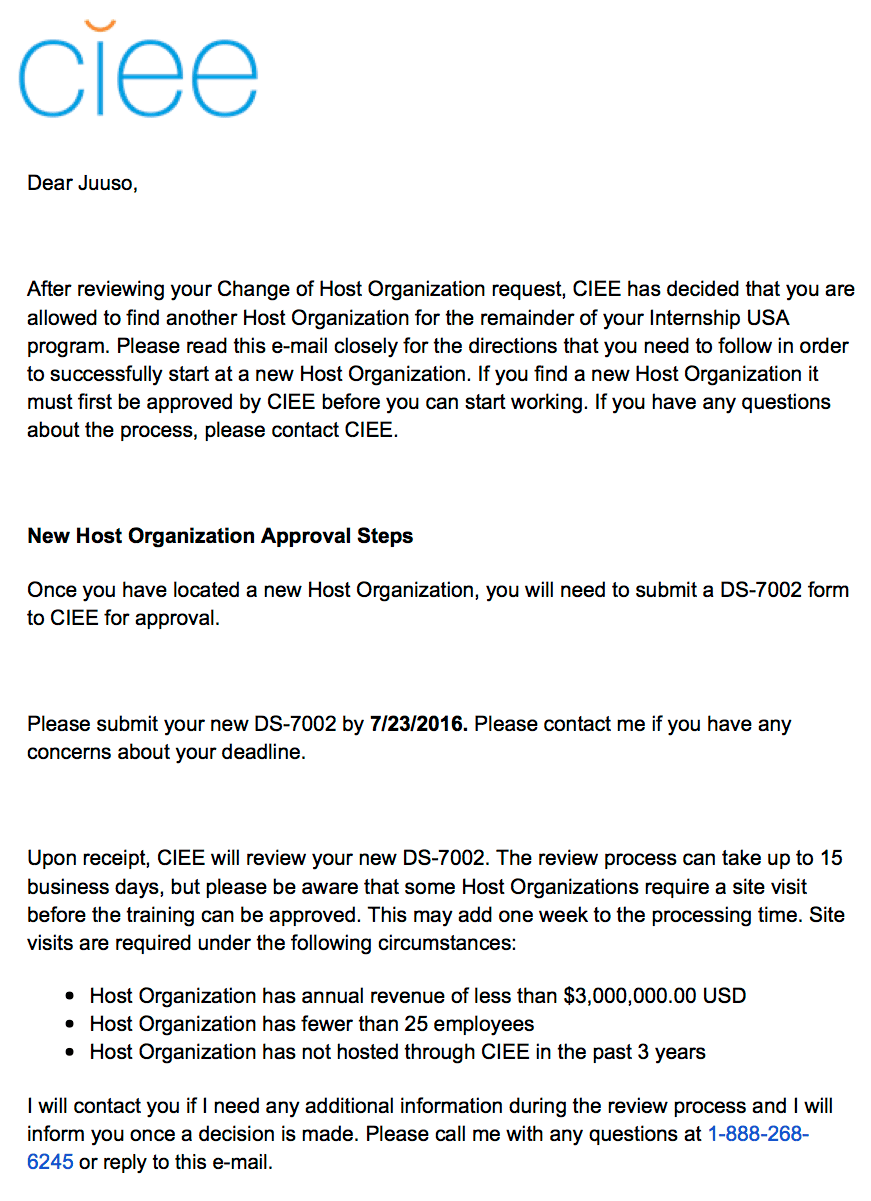 ciee
Dear Juuso,
After reviewing your Change of Host Organization request, CIEE has decided that you are
allowed to find another Host Organization for the remainder of your Internship USA
program. Please read this e-mail closely for the directions that you need to follow in order
to successfully start at a new Host Organization. If you find a new Host Organization it
must first be approved by CIEE before you can start working. If you have any questions
about the process, please contact CIEE.
New Host Organization Approval Steps
Once you have located a new Host Organization, you will need to submit a DS-7002 form
to CIEE for approval.
Please submit your new DS-7002 by 7/23/2016. Please contact me if you have any
concerns about your deadline.
Upon receipt, CIEE will review your new DS-7002. The review process can take up to 15
business days, but please be aware that some Host Organizations require a site visit
before the training can be approved. This may add one week to the processing time. Site
visits are required under the following circumstances:
• Host Organization has annual revenue of less than $3,000,000.00 USD
• Host Organization has fewer than 25 employees
• Host Organization has not hosted through CIEE in the past 3 years
I will contact you if I need any additional information during the review process and I will
inform you once a decision is made. Please call me with any questions at 1-888-268-
6245 or reply to this e-mail.